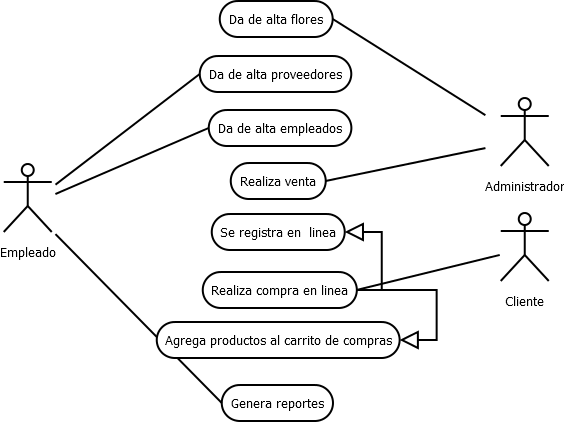 Da de alta flores
Da de alta proveedores
Da de alta empleados
Realiza venta
Administrador
Se registra en  linea
Empleado
Realiza compra en linea
Cliente
Agrega productos al carrito de compras
Genera reportes